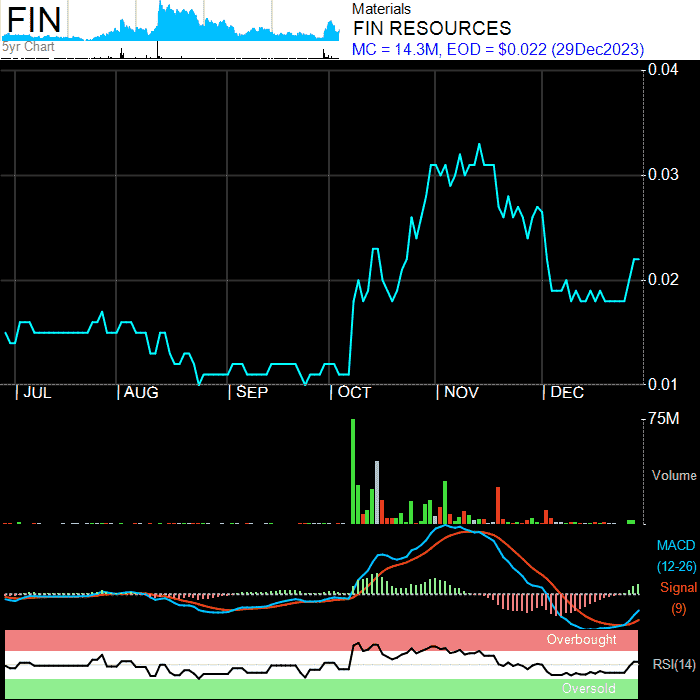 FIN
5yr Chart
Materials
FIN RESOURCES
MC = 14.3M, EOD = $0.022 (29Dec2023)
0.04
0.03
0.02
0.01
JUL
AUG
SEP
OCT
NOV
DEC
75M
Volume
MACD
(12-26)
Signal
(9)
Overbought
RSI(14)
Oversold